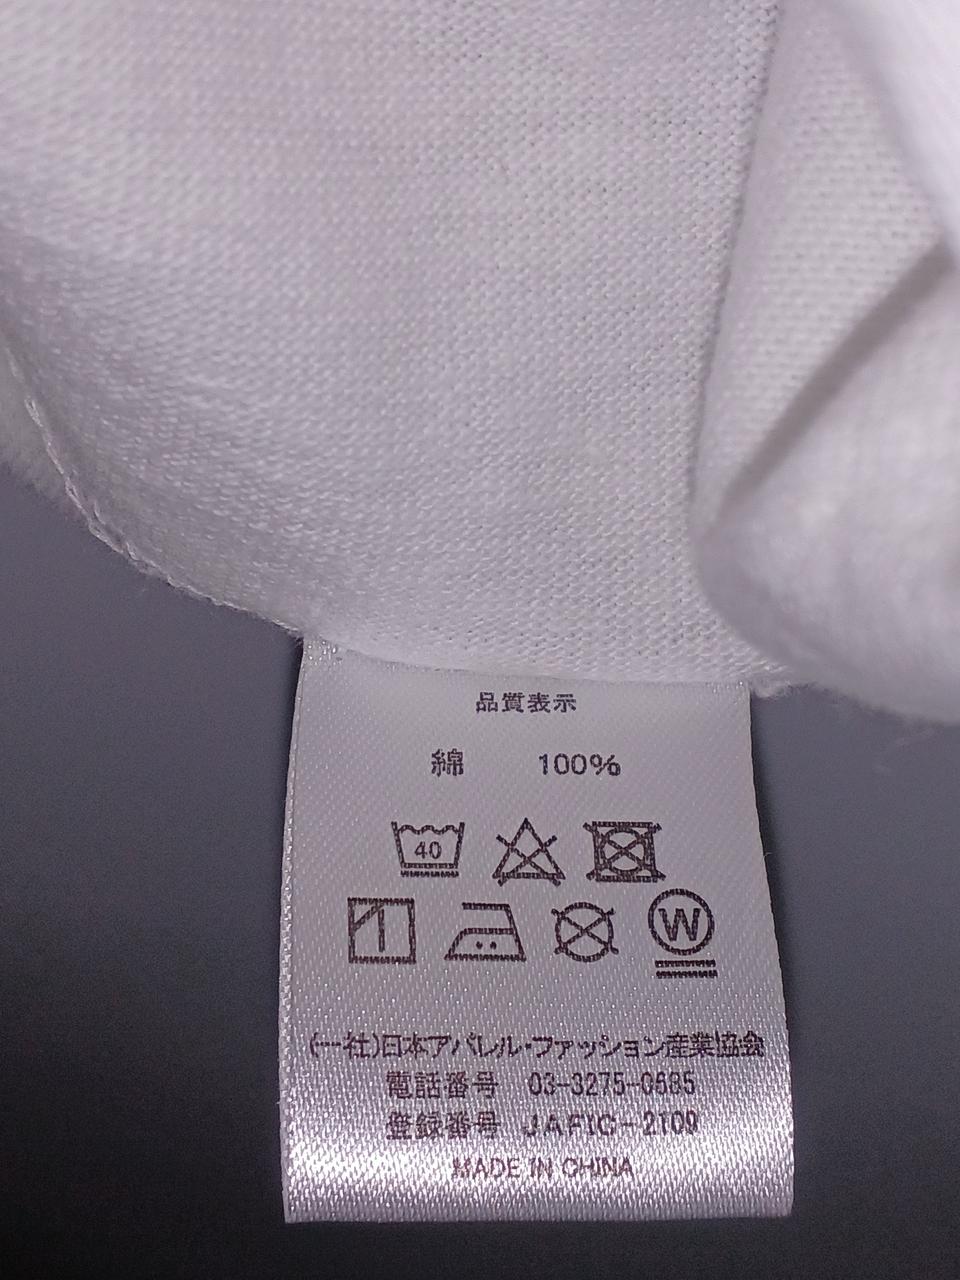 品質表示
綿 100%
40
W
(一社)日本アパレル・ファッション産業協会
電話番号 03-3275-0685
登録番号 JAFIC-2109
MADE IN CHINA